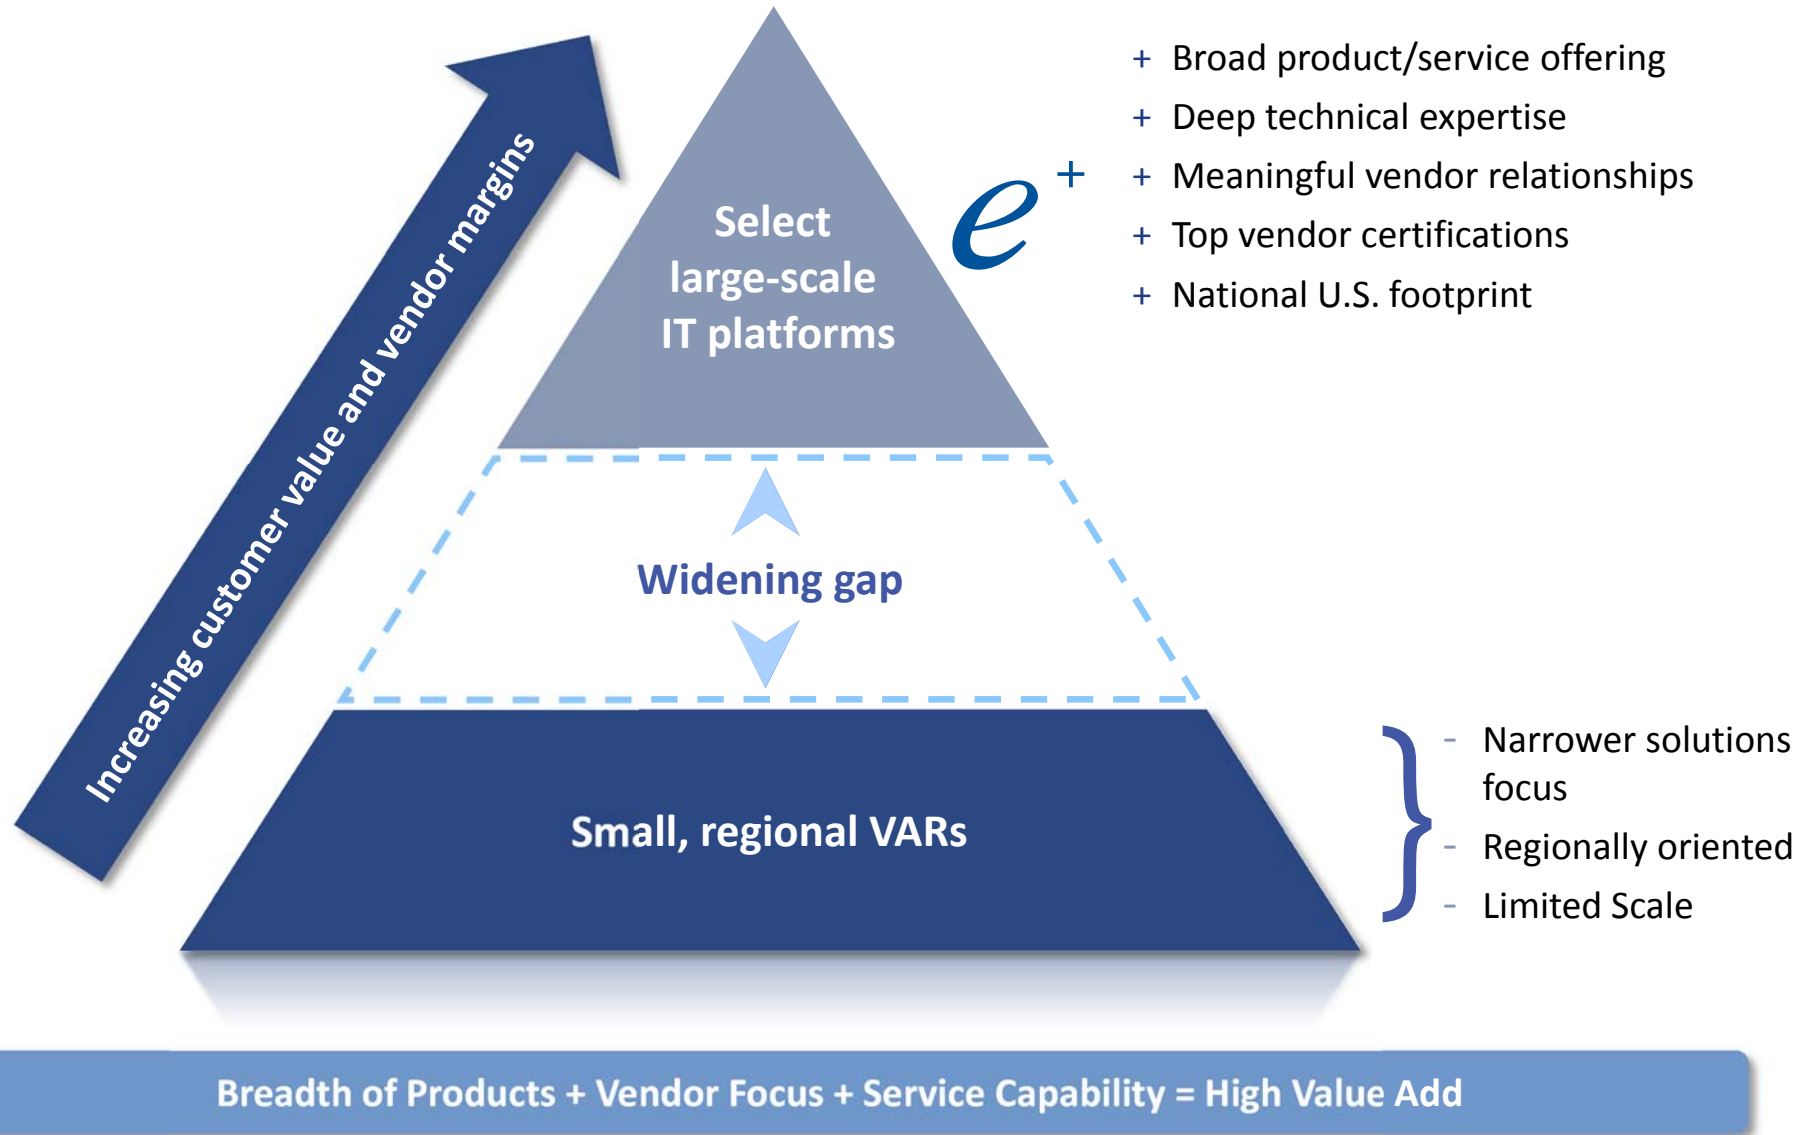 Increasing customer value and vendor margins
Select
large-scale
IT platforms
e+
+ Broad product/service offering
+ Deep technical expertise
+ Meaningful vendor relationships
+ Top vendor certifications
+ National U.S. footprint
Widening gap
Small, regional VARs
- Narrower solutions
focus
- Regionally oriented
- Limited Scale
Breadth of Products + Vendor Focus + Service Capability = High Value Add